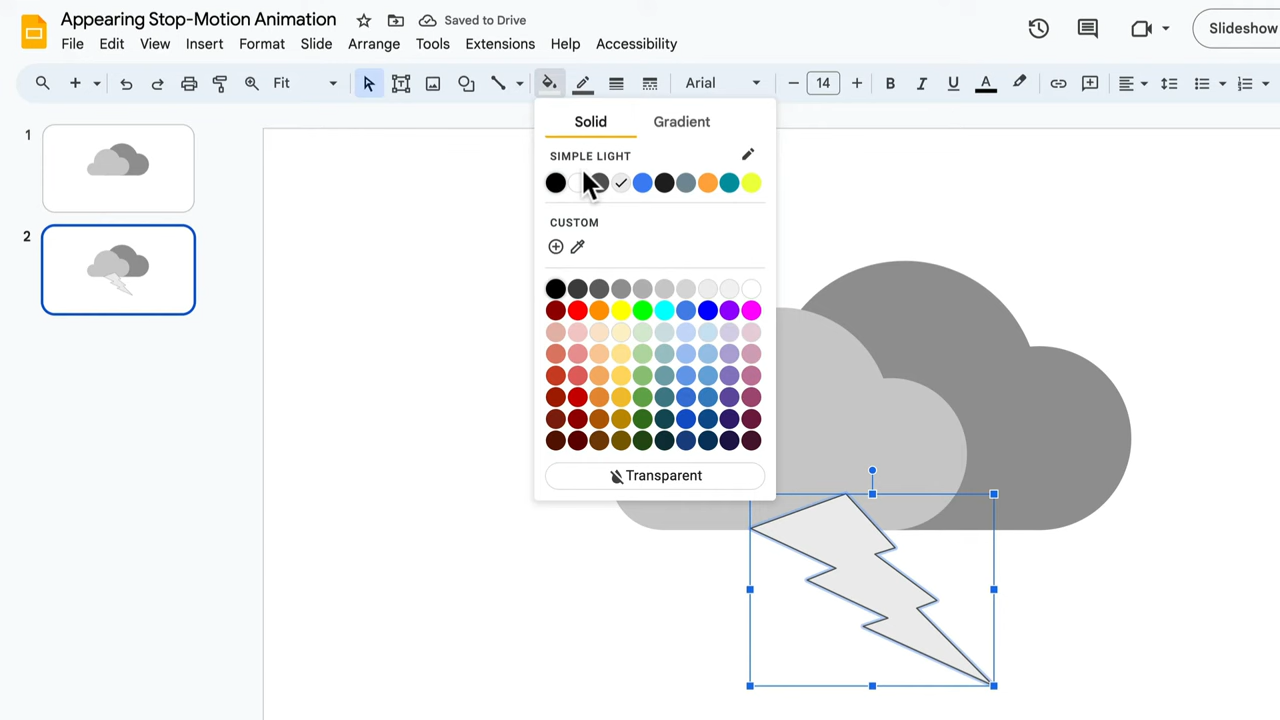 Appearing Stop-Motion Animation
Saved to Drive
File Edit View Insert Format Slide Arrange Tools Extensions Help Accessibility
Slideshow
Fit
Arial
14
B I U A
Solid Gradient
SIMPLE LIGHT
CUSTOM
Transparent
1
2